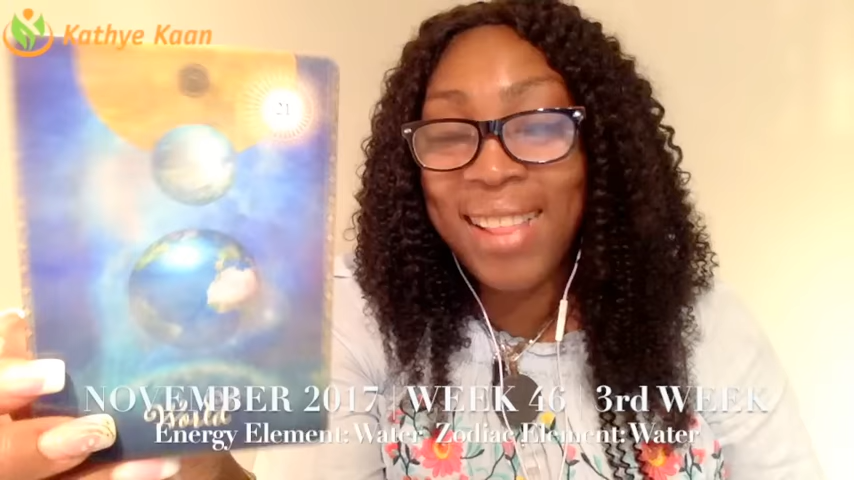 Kathye Kaan
21
NOVEMBER 2017 | WEEK 46 | 3rd WEEK
World
Energy Element: Water Zodiac Element: Water